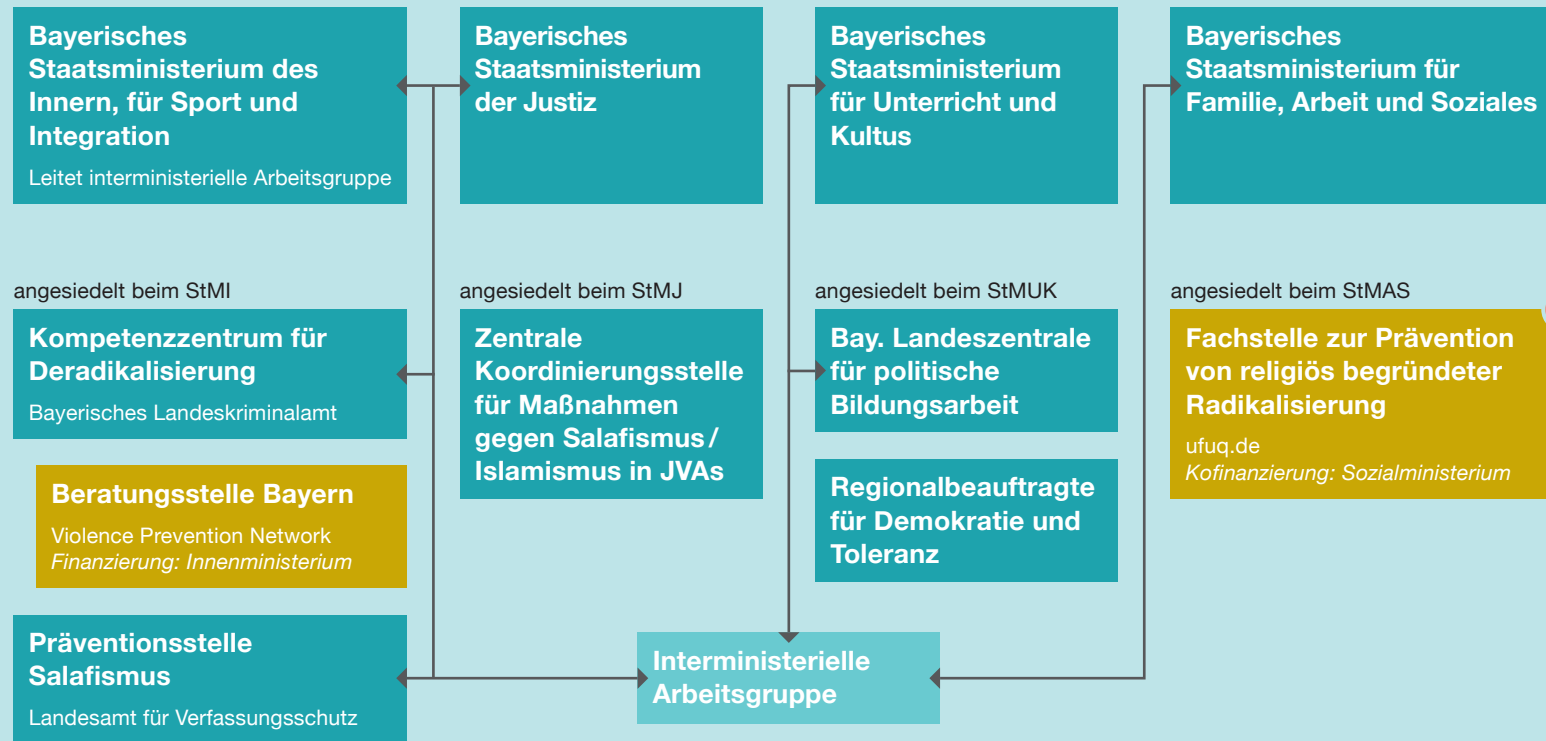 Bayerisches
Staatsministerium des
Innern, für Sport und
Integration
Leitet interministerielle Arbeitsgruppe
Bayerisches
Staatsministerium
der Justiz
Bayerisches
Staatsministerium
für Unterricht und
Kultus
Bayerisches
Staatsministerium für
Familie, Arbeit und Soziales
angesiedelt beim StMI
Kompetenzzentrum für
Deradikalisierung
Bayerisches Landeskriminalamt
Beratungsstelle Bayern
Violence Prevention Network
Finanzierung: Innenministerium
Präventionsstelle
Salafismus
Landesamt für Verfassungsschutz
angesiedelt beim StMJ
Zentrale
Koordinierungsstelle
für Maßnahmen
gegen Salafismus /
Islamismus in JVAs
angesiedelt beim StMUK
Bay. Landeszentrale
für politische
Bildungsarbeit
Regionalbeauftragte
für Demokratie und
Toleranz
angesiedelt beim StMAS
Fachstelle zur Prävention
von religiös begründeter
Radikalisierung
ufuq.de
Kofinanzierung: Sozialministerium
Interministerielle
Arbeitsgruppe